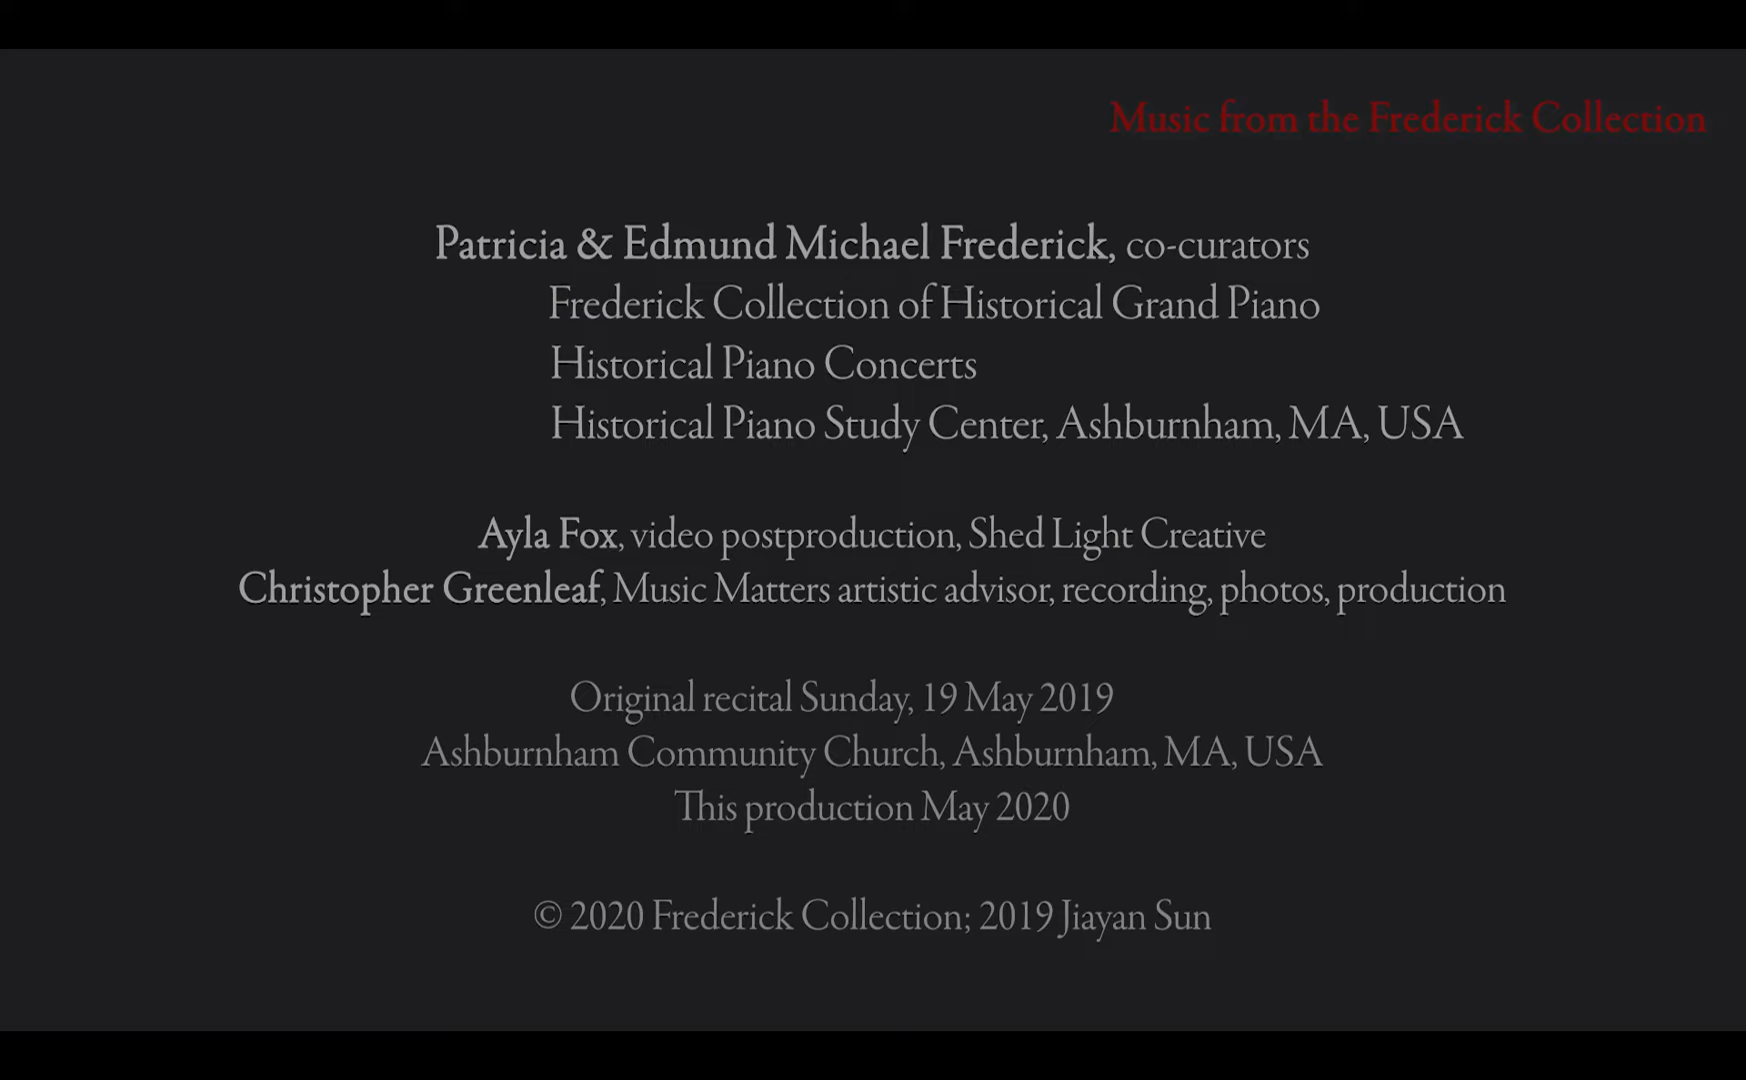 Music from the Frederick Collection
Patricia & Edmund Michael Frederick, co-curators
Frederick Collection of Historical Grand Piano
Historical Piano Concerts
Historical Piano Study Center, Ashburnham, MA, USA
Ayla Fox, video postproduction, Shed Light Creative
Christopher Greenleaf, Music Matters artistic advisor, recording, photos, production
Original recital Sunday, 19 May 2019
Ashburnham Community Church, Ashburnham, MA, USA
This production May 2020
© 2020 Frederick Collection; 2019 Jiayan Sun